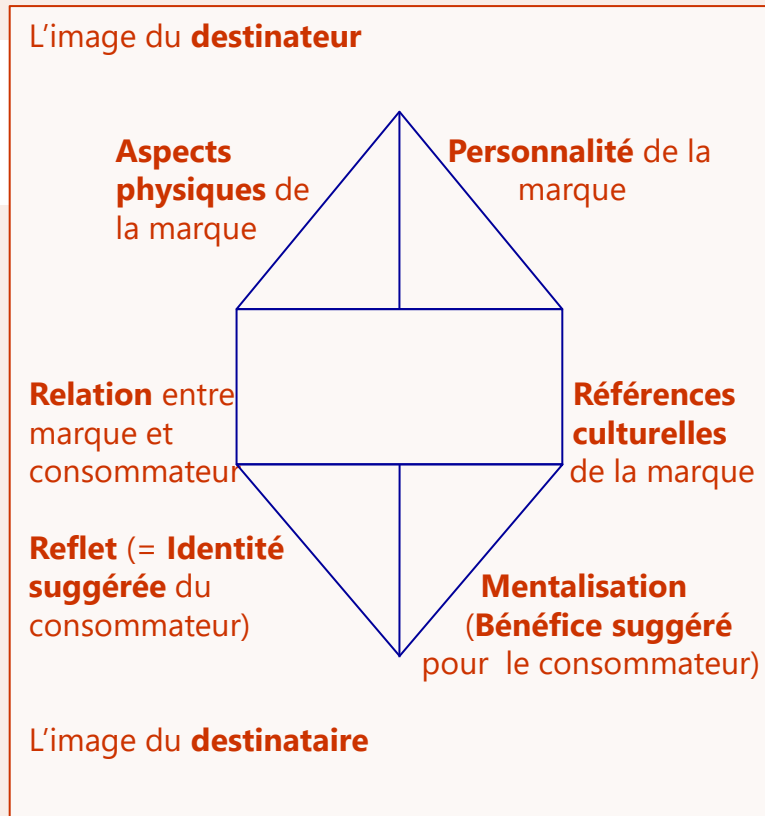 L'image du destinateur
Aspects
physiques de
la marque
Personnalité de la
marque
Relation entre
marque et
consommateur
Références
culturelles
de la marque
Reflet (= Identité
suggérée du
consommateur)
Mentalisation
(Bénéfice suggéré
pour le consommateur)
L'image du destinataire